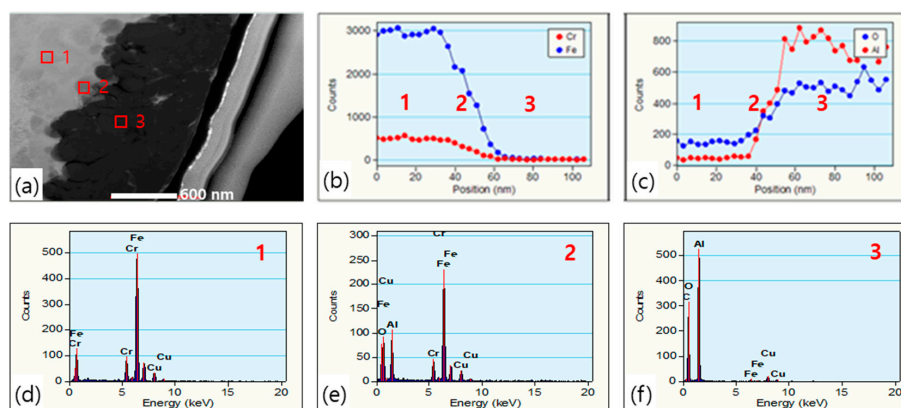 (a)
1
2
3
600 nm
(b)
Counts
3000
2000
1000
0
1
2
3
Cr
Fe
0 20 40 60 80 100
Position (nm)
(c)
Counts
800
600
400
200
0
1
2
3
O
Al
0 20 40 60 80 100
Position (nm)
(d)
Counts
500
400
300
200
100
0
1
Fe
Cr
Fe
Cr
Cr
Cu
Cu
0 5 10 15 20
Energy (keV)
(e)
Counts
300
250
200
150
100
50
0
2
Cr
Fe
Fe
Cu
Fe
O
Al
Cr
Cu
Cu
0 5 10 15 20
Energy (keV)
(f)
Counts
500
400
300
200
100
0
3
Al
O
C
Cu
Fe
Fe
Cu
0 5 10 15 20
Energy (keV)